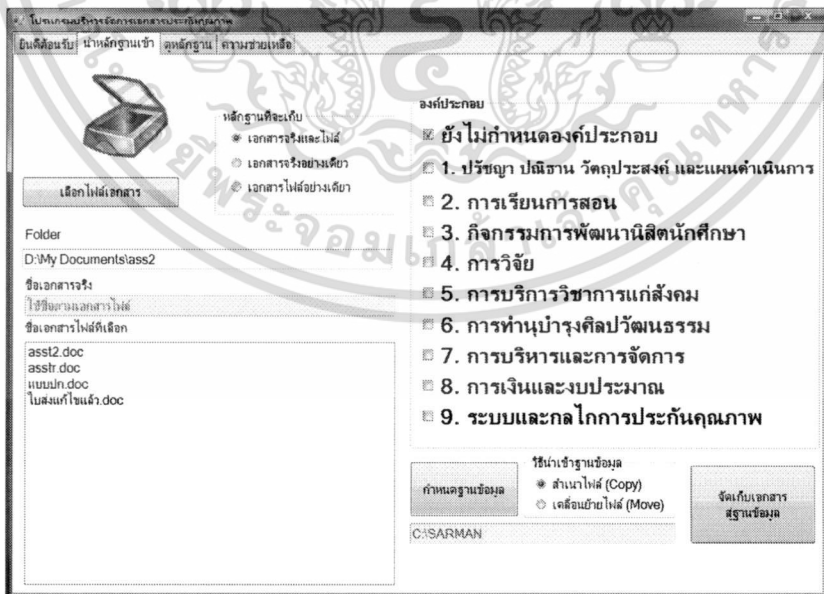 โปรแกรมบริหารจัดการเอกสารประกันคุณภาพ
ยินดีต้อนรับ นำหลักฐานเข้า ดูหลักฐาน ความช่วยเหลือ
หลักฐานที่จะเก็บ
เอกสารจริงและไฟล์
เอกสารจริงอย่างเดียว
เอกสารไฟล์อย่างเดียว
เลือกไฟล์เอกสาร
Folder
D:\My Documents\ass2
ชื่อเอกสารจริง
ใช้ชื่อตามเอกสารไฟล์
ชื่อเอกสารไฟล์ที่เลือก
asst2.doc
asstr.doc
แบบปก.doc
ใบส่งแก้ไขแล้ว.doc
องค์ประกอบ
ยังไม่กำหนดองค์ประกอบ
1. ปรัชญา ปณิธาน วัตถุประสงค์ และแผนดำเนินการ
2. การเรียนการสอน
3. กิจกรรมการพัฒนานิสิตนักศึกษา
4. การวิจัย
5. การบริการวิชาการแก่สังคม
6. การทำนุบำรุงศิลปวัฒนธรรม
7. การบริหารและการจัดการ
8. การเงินและงบประมาณ
9. ระบบและกลไกการประกันคุณภาพ
กำหนดฐานข้อมูล
วิธีนำเข้าฐานข้อมูล
สำเนาไฟล์ (Copy)
เคลื่อนย้ายไฟล์ (Move)
C:\SARMAN
จัดเก็บเอกสาร
สู่ฐานข้อมูล